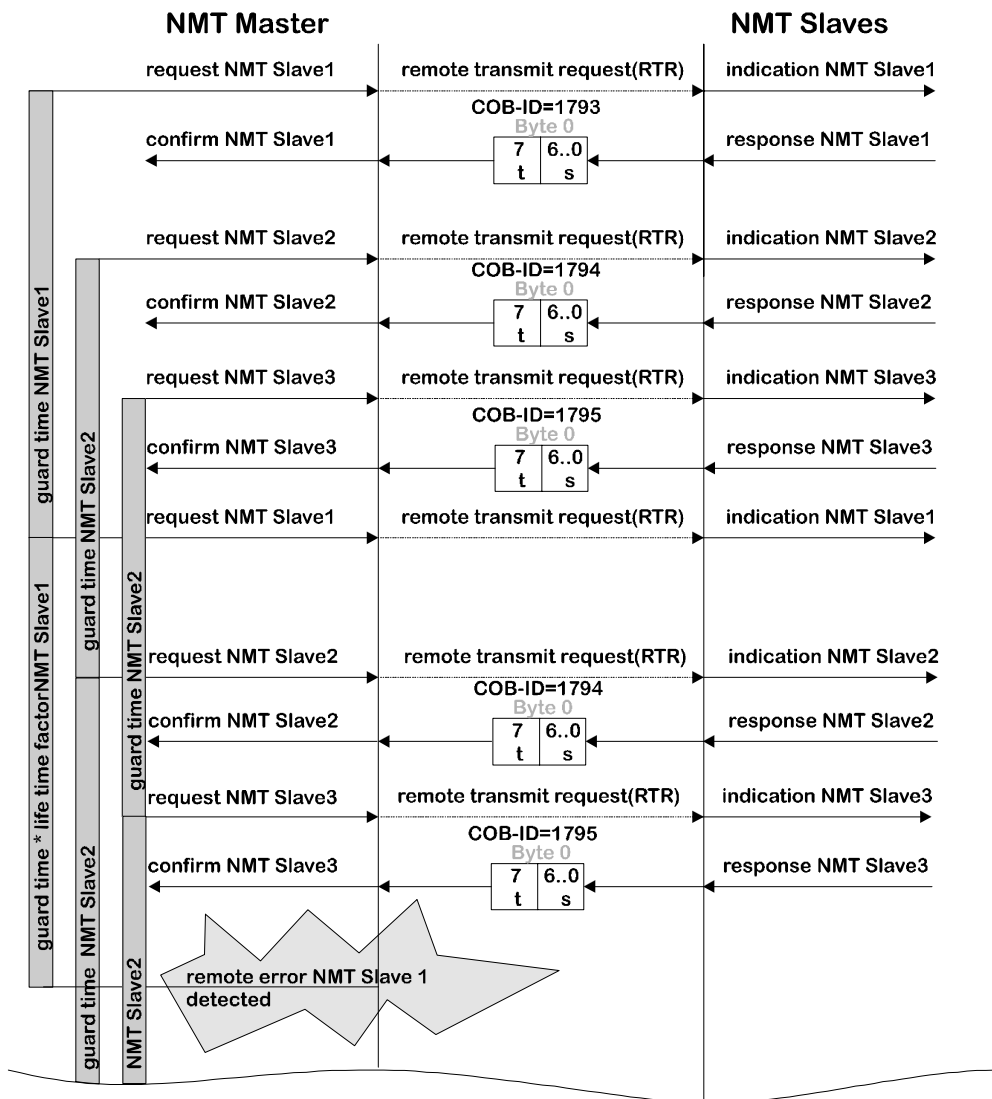 NMT Master
NMT Slaves
request NMT Slave1
remote transmit request(RTR)
indication NMT Slave1
COB-ID=1793
Byte 0
confirm NMT Slave1
7
6..0
response NMT Slave1
t
s
request NMT Slave2
remote transmit request(RTR)
indication NMT Slave2
COB-ID=1794
Byte 0
confirm NMT Slave2
7
6..0
response NMT Slave2
t
s
request NMT Slave3
remote transmit request(RTR)
indication NMT Slave3
COB-ID=1795
Byte 0
confirm NMT Slave3
7
6..0
response NMT Slave3
t
s
request NMT Slave1
remote transmit request(RTR)
indication NMT Slave1
request NMT Slave2
remote transmit request(RTR)
indication NMT Slave2
COB-ID=1794
Byte 0
confirm NMT Slave2
7
6..0
response NMT Slave2
t
s
request NMT Slave3
remote transmit request(RTR)
indication NMT Slave3
COB-ID=1795
Byte 0
confirm NMT Slave3
7
6..0
response NMT Slave3
t
s
remote error NMT Slave 1
detected
guard time NMT Slave1
guard time * life time factorNMT Slave1
guard time NMT Slave2
guard time NMT Slave2
guard time NMT Slave2
NMT Slave2